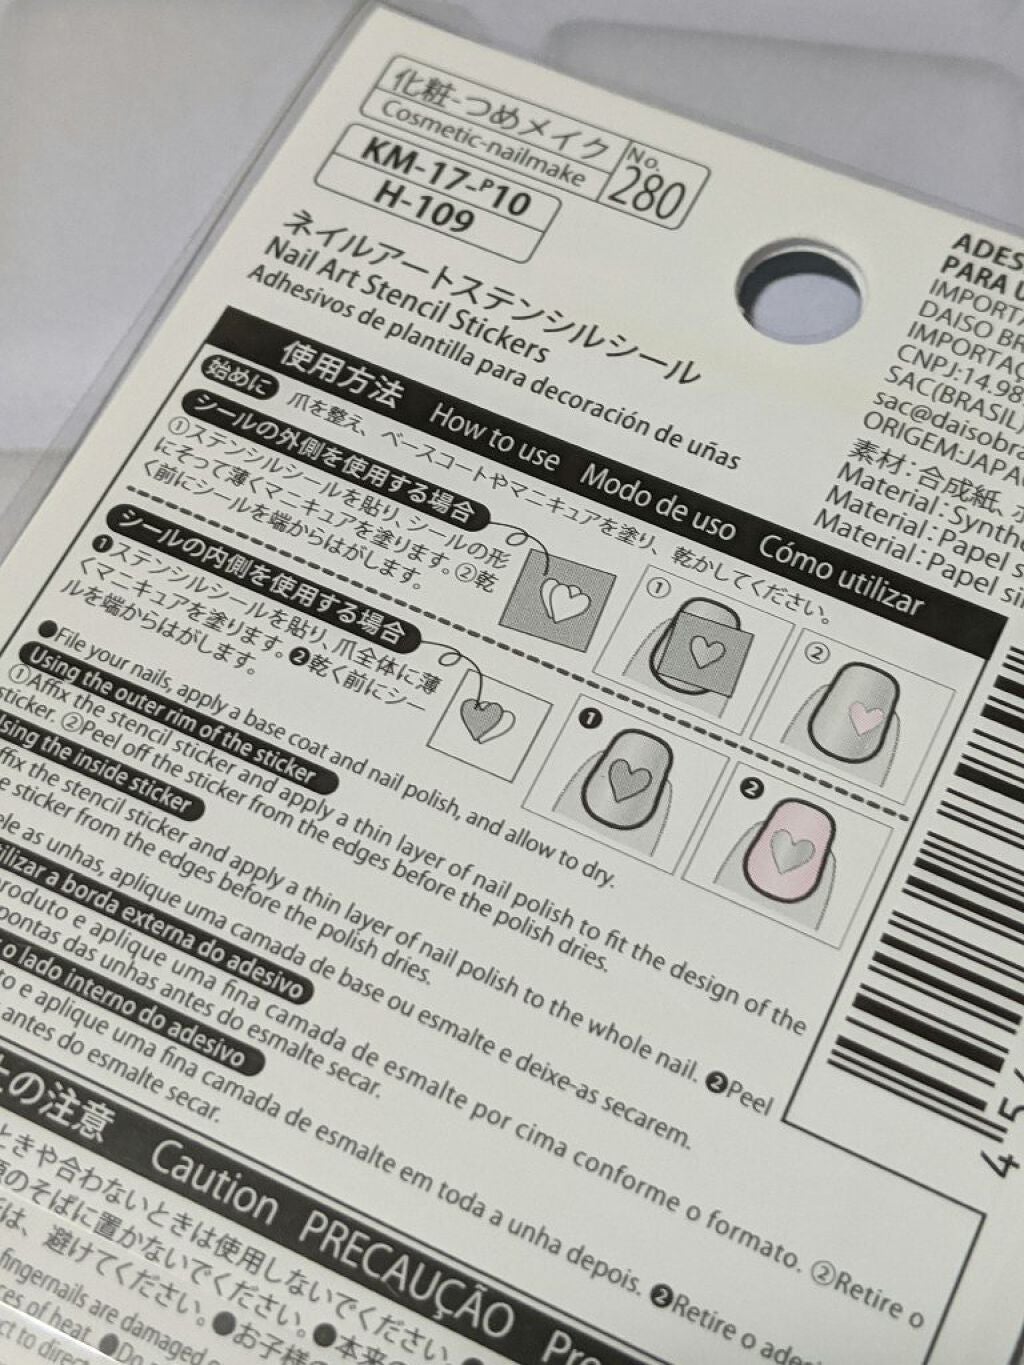 化粧-つめメイク
Cosmetic-nailmake
No.
280
KM-17-P10
H-109
ネイルアートステンシルシール
Nail Art Stencil Stickers
Adhesivos de plantilla para decoración de uñas
使用方法 How to use Modo de uso Cómo utilizar
始めに 爪を整え、ベースコートやマニキュアを塗り、乾かしてください。
シールの外側を使用する場合
①ステンシルシールを貼り、シールの形
にそって薄くマニキュアを塗ります。②乾
く前にシールを端からはがします。
① ②
シールの内側を使用する場合
❶ステンシルシールを貼り、爪全体に薄
くマニキュアを塗ります。❷乾く前にシー
ルを端からはがします。
❶ ❷
●File your nails, apply a base coat and nail polish, and allow to dry.
Using the outer rim of the sticker
①Affix the stencil sticker and apply a thin layer of nail polish to fit the design of the
sticker. ②Peel off the sticker from the edges before the polish dries.
Using the inside sticker
ffix the stencil sticker and apply a thin layer of nail polish to the whole nail. ❷Peel
e sticker from the edges before the polish dries.
ele as unhas, aplique uma camada de base ou esmalte e deixe-as secarem.
ilizar a borda externa do adesivo
roduto e aplique uma fina camada de esmalte por cima conforme o formato. ②Retire o
pontas das unhas antes do esmalte secar.
o lado interno do adesivo
to e aplique uma fina camada de esmalte em toda a unha depois. ❷Retire o ades
antes do esmalte secar.
の注意 Caution PRECAUÇÃO Pre
ときや合わないときは使用しないでくださ
のそばに置かないでください。●本来の
は、避けてください。●お子様の
fingernails are damaged
ces of heat. ●Do
ct to direct
ADES
PARA U
IMPORTA
DAISO BR
IMPORTAÇ
CNPJ:14.98
SAC(BRASIL)
sac@daisobra
ORIGEM:JAPA
素材：合成紙、
Material:Synthe
Material:Papel s
Material:Papel si
4 5